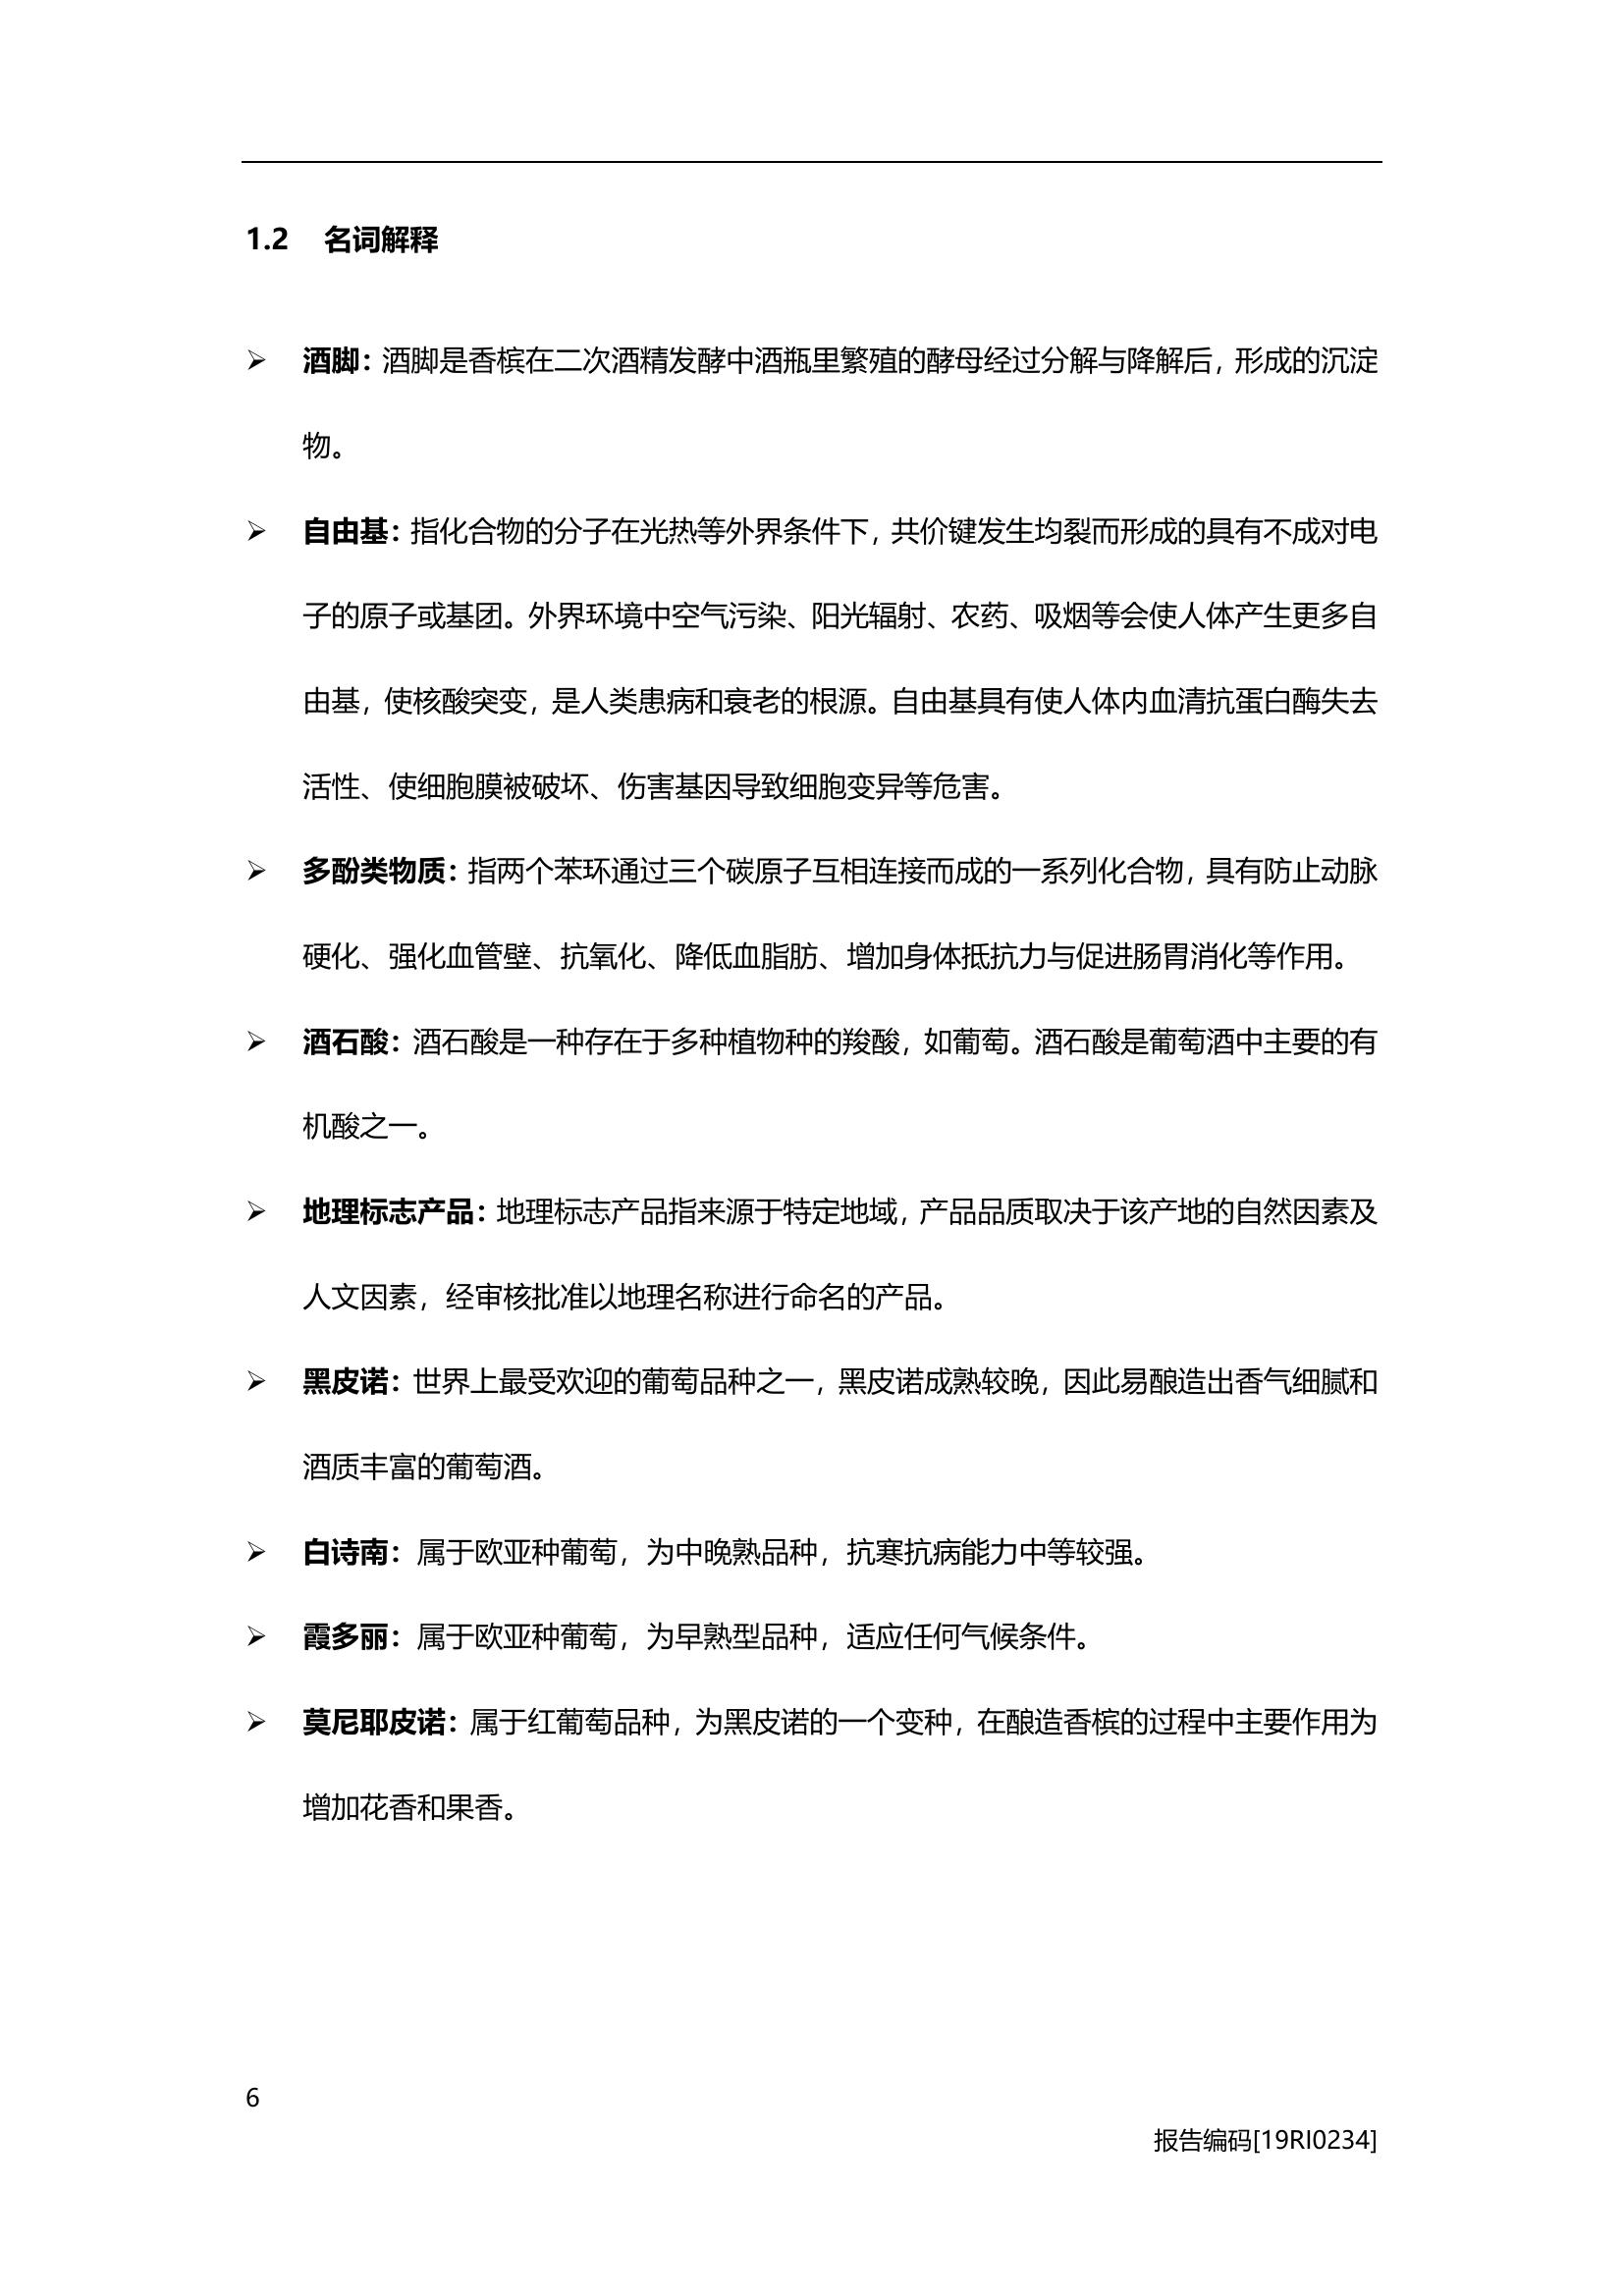 1.2 名词解释
➢ 酒脚：酒脚是香槟在二次酒精发酵中酒瓶里繁殖的酵母经过分解与降解后，形成的沉淀
物。
➢ 自由基：指化合物的分子在光热等外界条件下，共价键发生均裂而形成的具有不成对电
子的原子或基团。外界环境中空气污染、阳光辐射、农药、吸烟等会使人体产生更多自
由基，使核酸突变，是人类患病和衰老的根源。自由基具有使人体内血清抗蛋白酶失去
活性、使细胞膜被破坏、伤害基因导致细胞变异等危害。
➢ 多酚类物质：指两个苯环通过三个碳原子互相连接而成的一系列化合物，具有防止动脉
硬化、强化血管壁、抗氧化、降低血脂肪、增加身体抵抗力与促进肠胃消化等作用。
➢ 酒石酸：酒石酸是一种存在于多种植物种的羧酸，如葡萄。酒石酸是葡萄酒中主要的有
机酸之一。
➢ 地理标志产品：地理标志产品指来源于特定地域，产品品质取决于该产地的自然因素及
人文因素，经审核批准以地理名称进行命名的产品。
➢ 黑皮诺：世界上最受欢迎的葡萄品种之一，黑皮诺成熟较晚，因此易酿造出香气细腻和
酒质丰富的葡萄酒。
➢ 白诗南：属于欧亚种葡萄，为中晚熟品种，抗寒抗病能力中等较强。
➢ 霞多丽：属于欧亚种葡萄，为早熟型品种，适应任何气候条件。
➢ 莫尼耶皮诺：属于红葡萄品种，为黑皮诺的一个变种，在酿造香槟的过程中主要作用为
增加花香和果香。
6
报告编码[19RI0234]